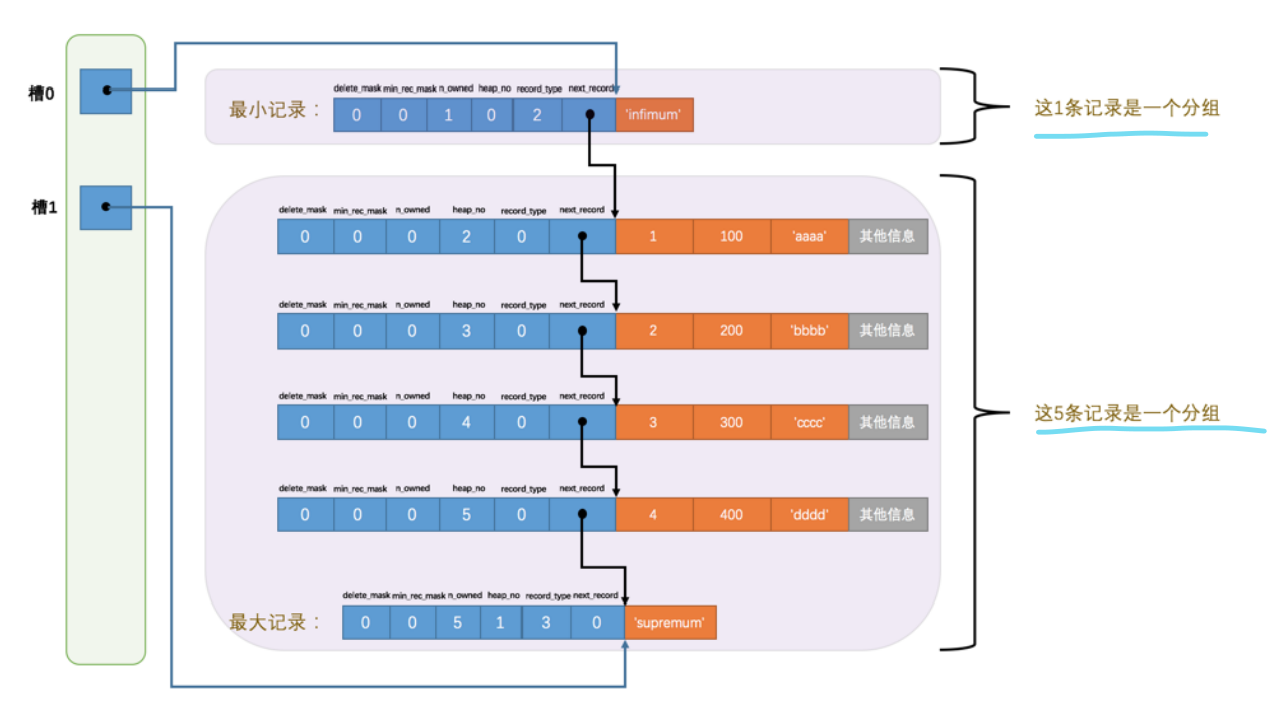 槽0
delete_mask min_rec_mask n_owned heap_no record_type next_record
最小记录： 0 0 1 0 2 'infimum'
这1条记录是一个分组
槽1
delete_mask min_rec_mask n_owned heap_no record_type next_record
0 0 0 2 0 1 100 'aaaa' 其他信息
delete_mask min_rec_mask n_owned heap_no record_type next_record
0 0 0 3 0 2 200 'bbbb' 其他信息
delete_mask min_rec_mask n_owned heap_no record_type next_record
0 0 0 4 0 3 300 'cccc' 其他信息
这5条记录是一个分组
delete_mask min_rec_mask n_owned heap_no record_type next_record
0 0 0 5 0 4 400 'dddd' 其他信息
delete_mask min_rec_mask n_owned heap_no record_type next_record
最大记录： 0 0 5 1 3 0 'supremum'